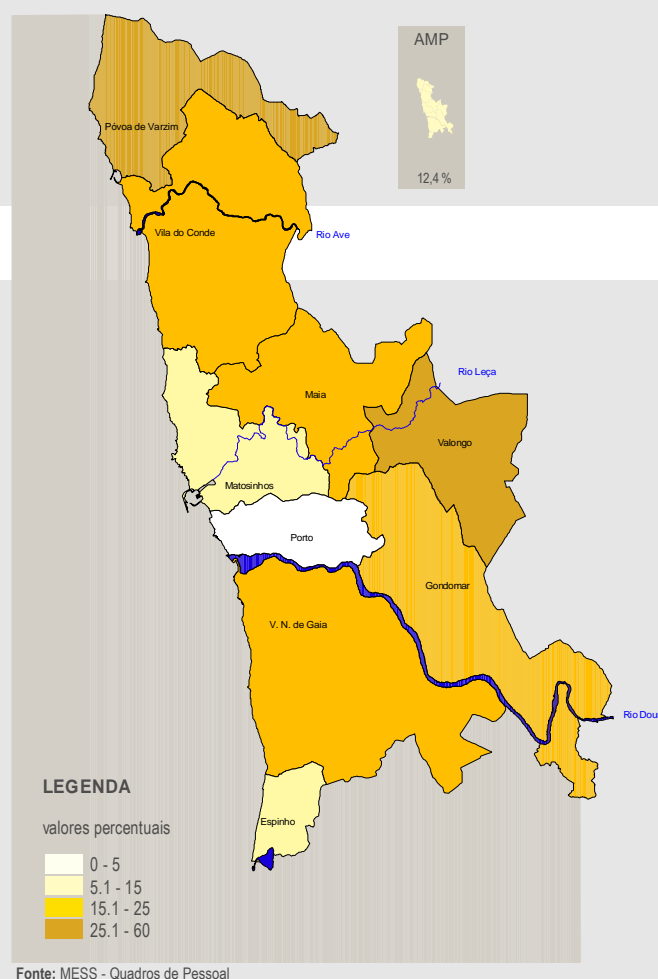 AMP
12,4 %
Póvoa de Varzim
Rio Ave
Vila do Conde
Rio Leça
Maia
Valongo
Matosinhos
Porto
Gondomar
V. N. de Gaia
Rio Dou
LEGENDA
valores percentuais
Espinho
0 - 5
5.1 - 15
15.1 - 25
25.1 - 60
Fonte: MESS - Quadros de Pessoal